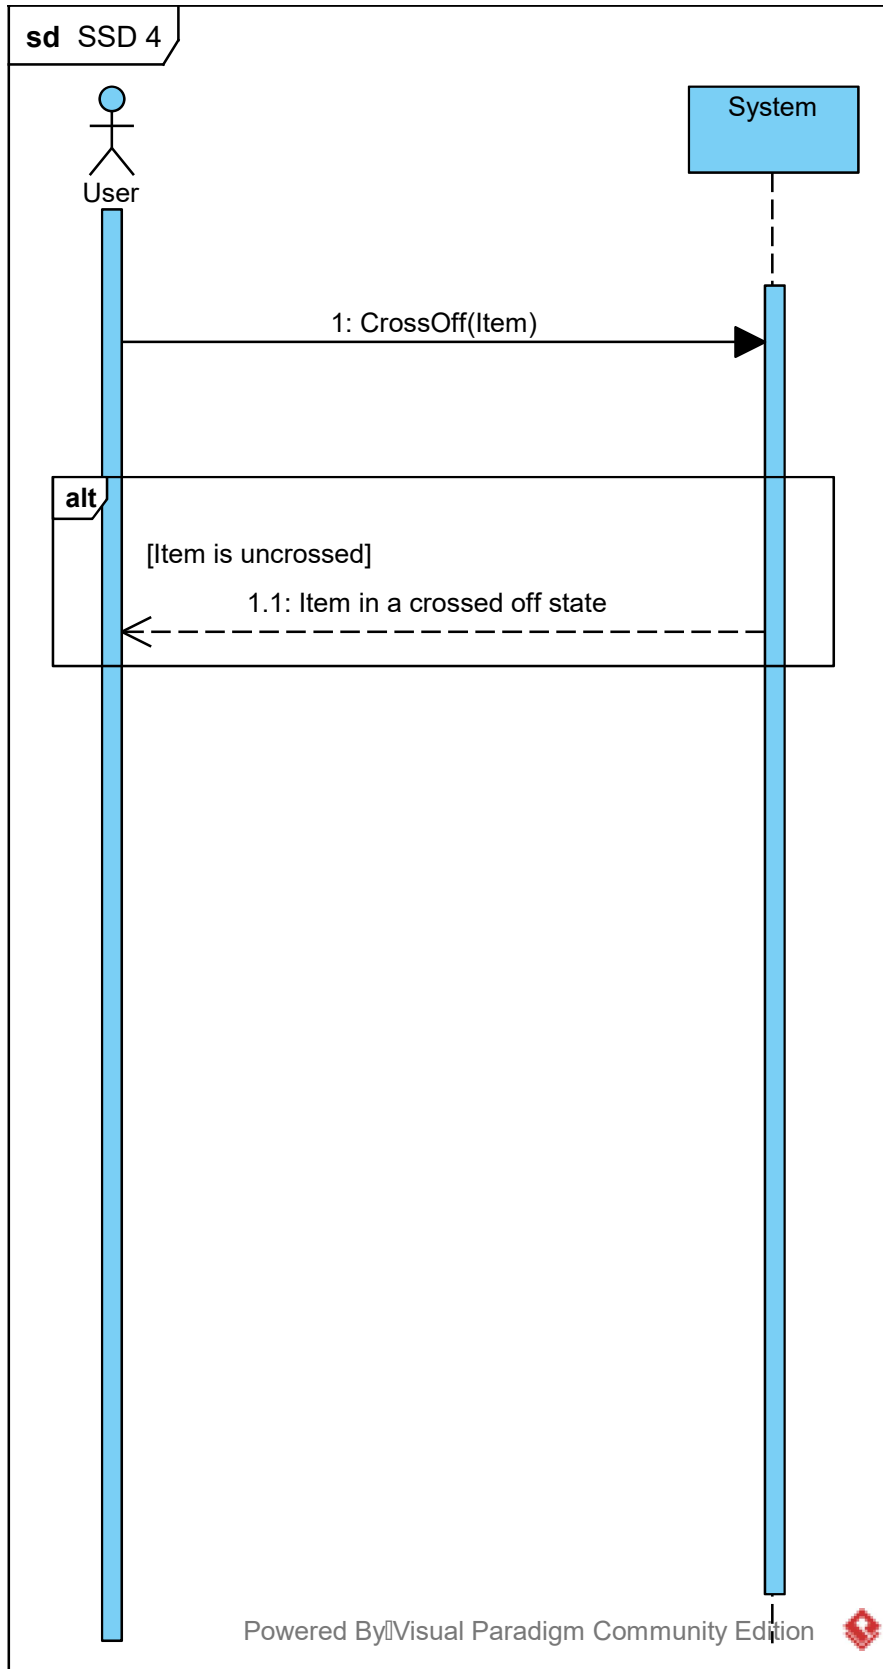 sd SSD 4
System
User
1: CrossOff(Item)
alt
[Item is uncrossed]
1.1: Item in a crossed off state
Powered By▯Visual Paradigm Community Edition